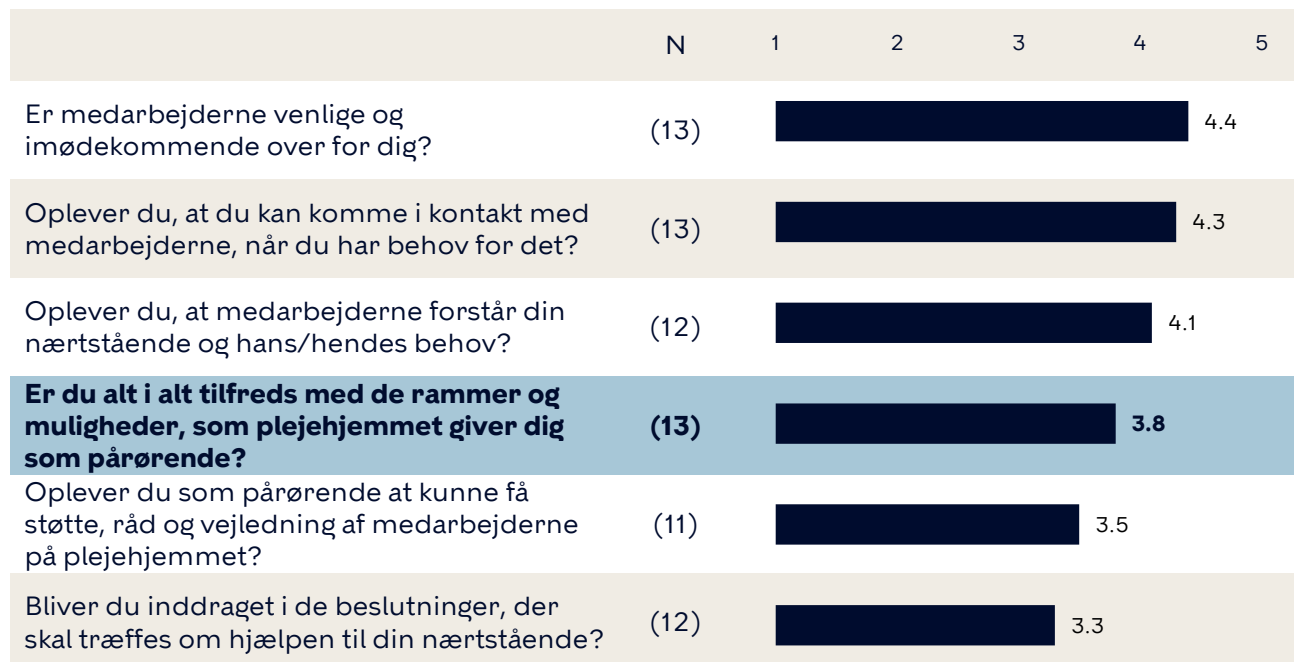 N 1 2 3 4 5
Er medarbejderne venlige og
imødekommende over for dig?
(13)
4.4
Oplever du, at du kan komme i kontakt med
medarbejderne, når du har behov for det?
(13)
4.3
Oplever du, at medarbejderne forstår din
nærtstående og hans/hendes behov?
(12)
4.1
Er du alt i alt tilfreds med de rammer og
muligheder, som plejehjemmet giver dig
som pårørende?
(13)
3.8
Oplever du som pårørende at kunne få
støtte, råd og vejledning af medarbejderne
på plejehjemmet?
(11)
3.5
Bliver du inddraget i de beslutninger, der
skal træffes om hjælpen til din nærtstående?
(12)
3.3